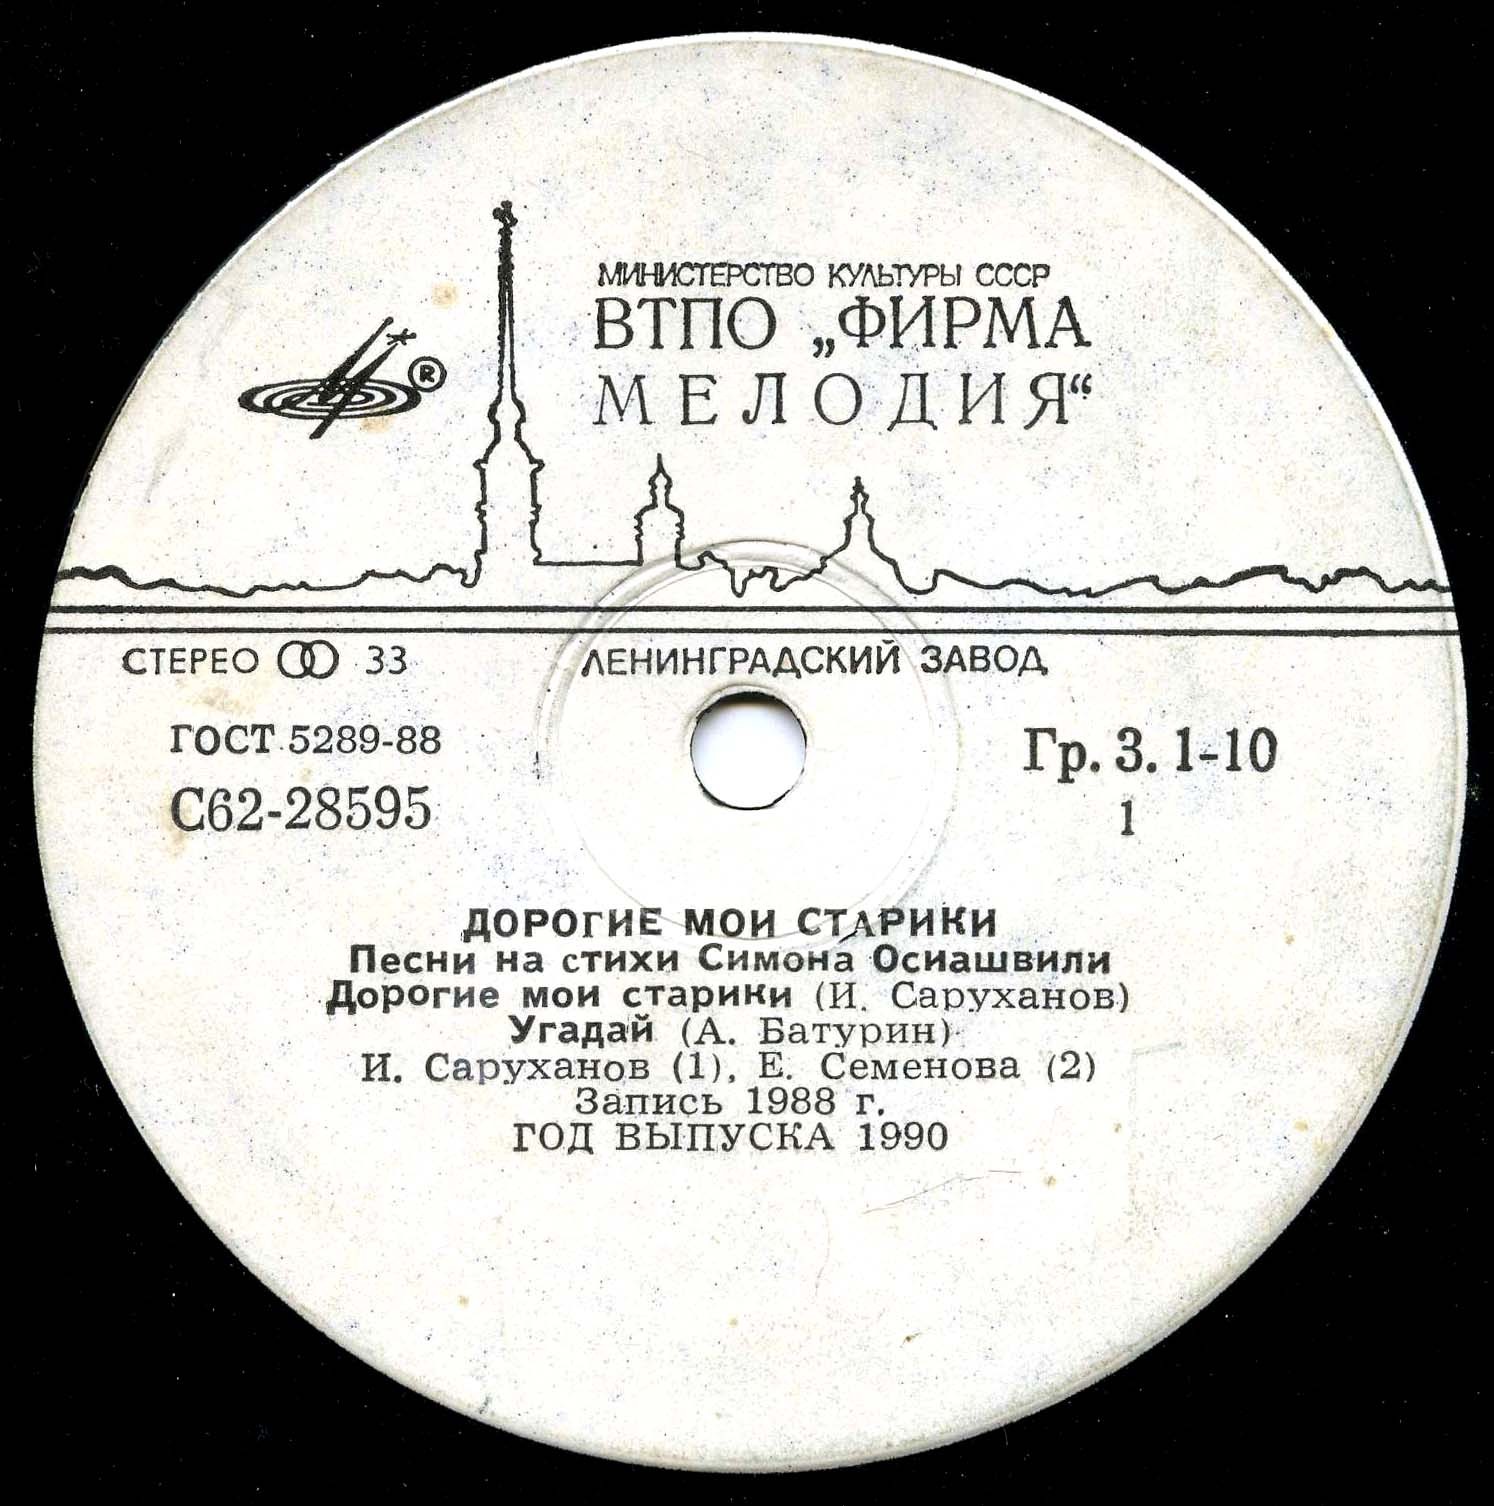 МИНИСТЕРСТВО КУЛЬТУРЫ СССР
ВТПО „ФИРМА
МЕЛОДИЯ“
®
СТЕРЕО 33
ЛЕНИНГРАДСКИЙ ЗАВОД
ГОСТ 5289-88
С62-28595
Гр. 3. 1-10
1
ДОРОГИЕ МОИ СТАРИКИ
Песни на стихи Симона Осиашвили
Дорогие мои старики (И. Саруханов)
Угадай (А. Батурин)
И. Саруханов (1), Е. Семенова (2)
Запись 1988 г.
ГОД ВЫПУСКА 1990